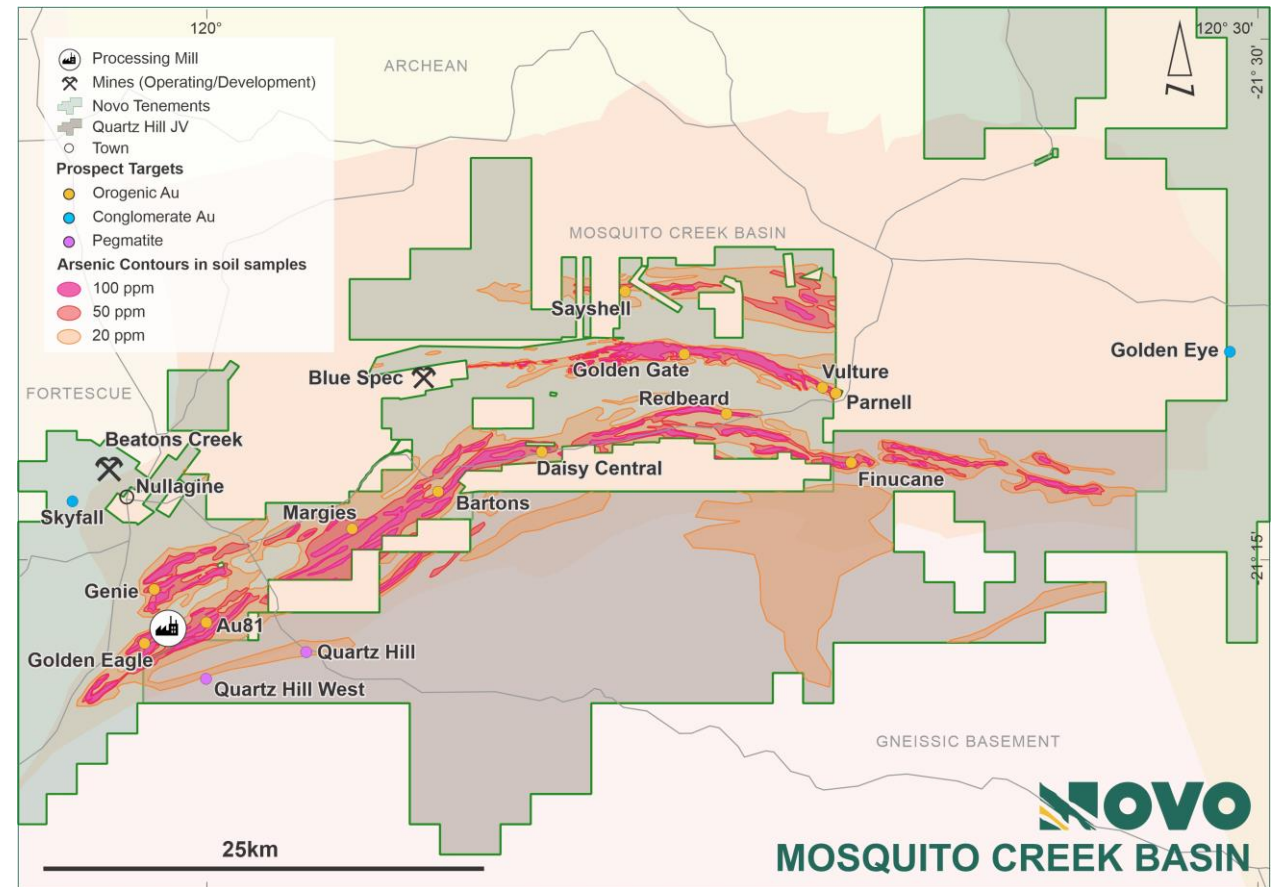 120°
120° 30'
-21° 30'
Processing Mill
Mines (Operating/Development)
Novo Tenements
Quartz Hill JV
Town
Prospect Targets
Orogenic Au
Conglomerate Au
Pegmatite
Arsenic Contours in soil samples
100 ppm
50 ppm
20 ppm
ARCHEAN
N
MOSQUITO CREEK BASIN
Sayshell
Golden Eye
Blue Spec
Golden Gate
Vulture
FORTESCUE
Redbeard
Parnell
Beatons Creek
Daisy Central
Nullagine
Finucane
Skyfall
Margies
Bartons
-21° 15'
Genie
Au81
Golden Eagle
Quartz Hill
Quartz Hill West
GNEISSIC BASEMENT
NOVO
25km
MOSQUITO CREEK BASIN